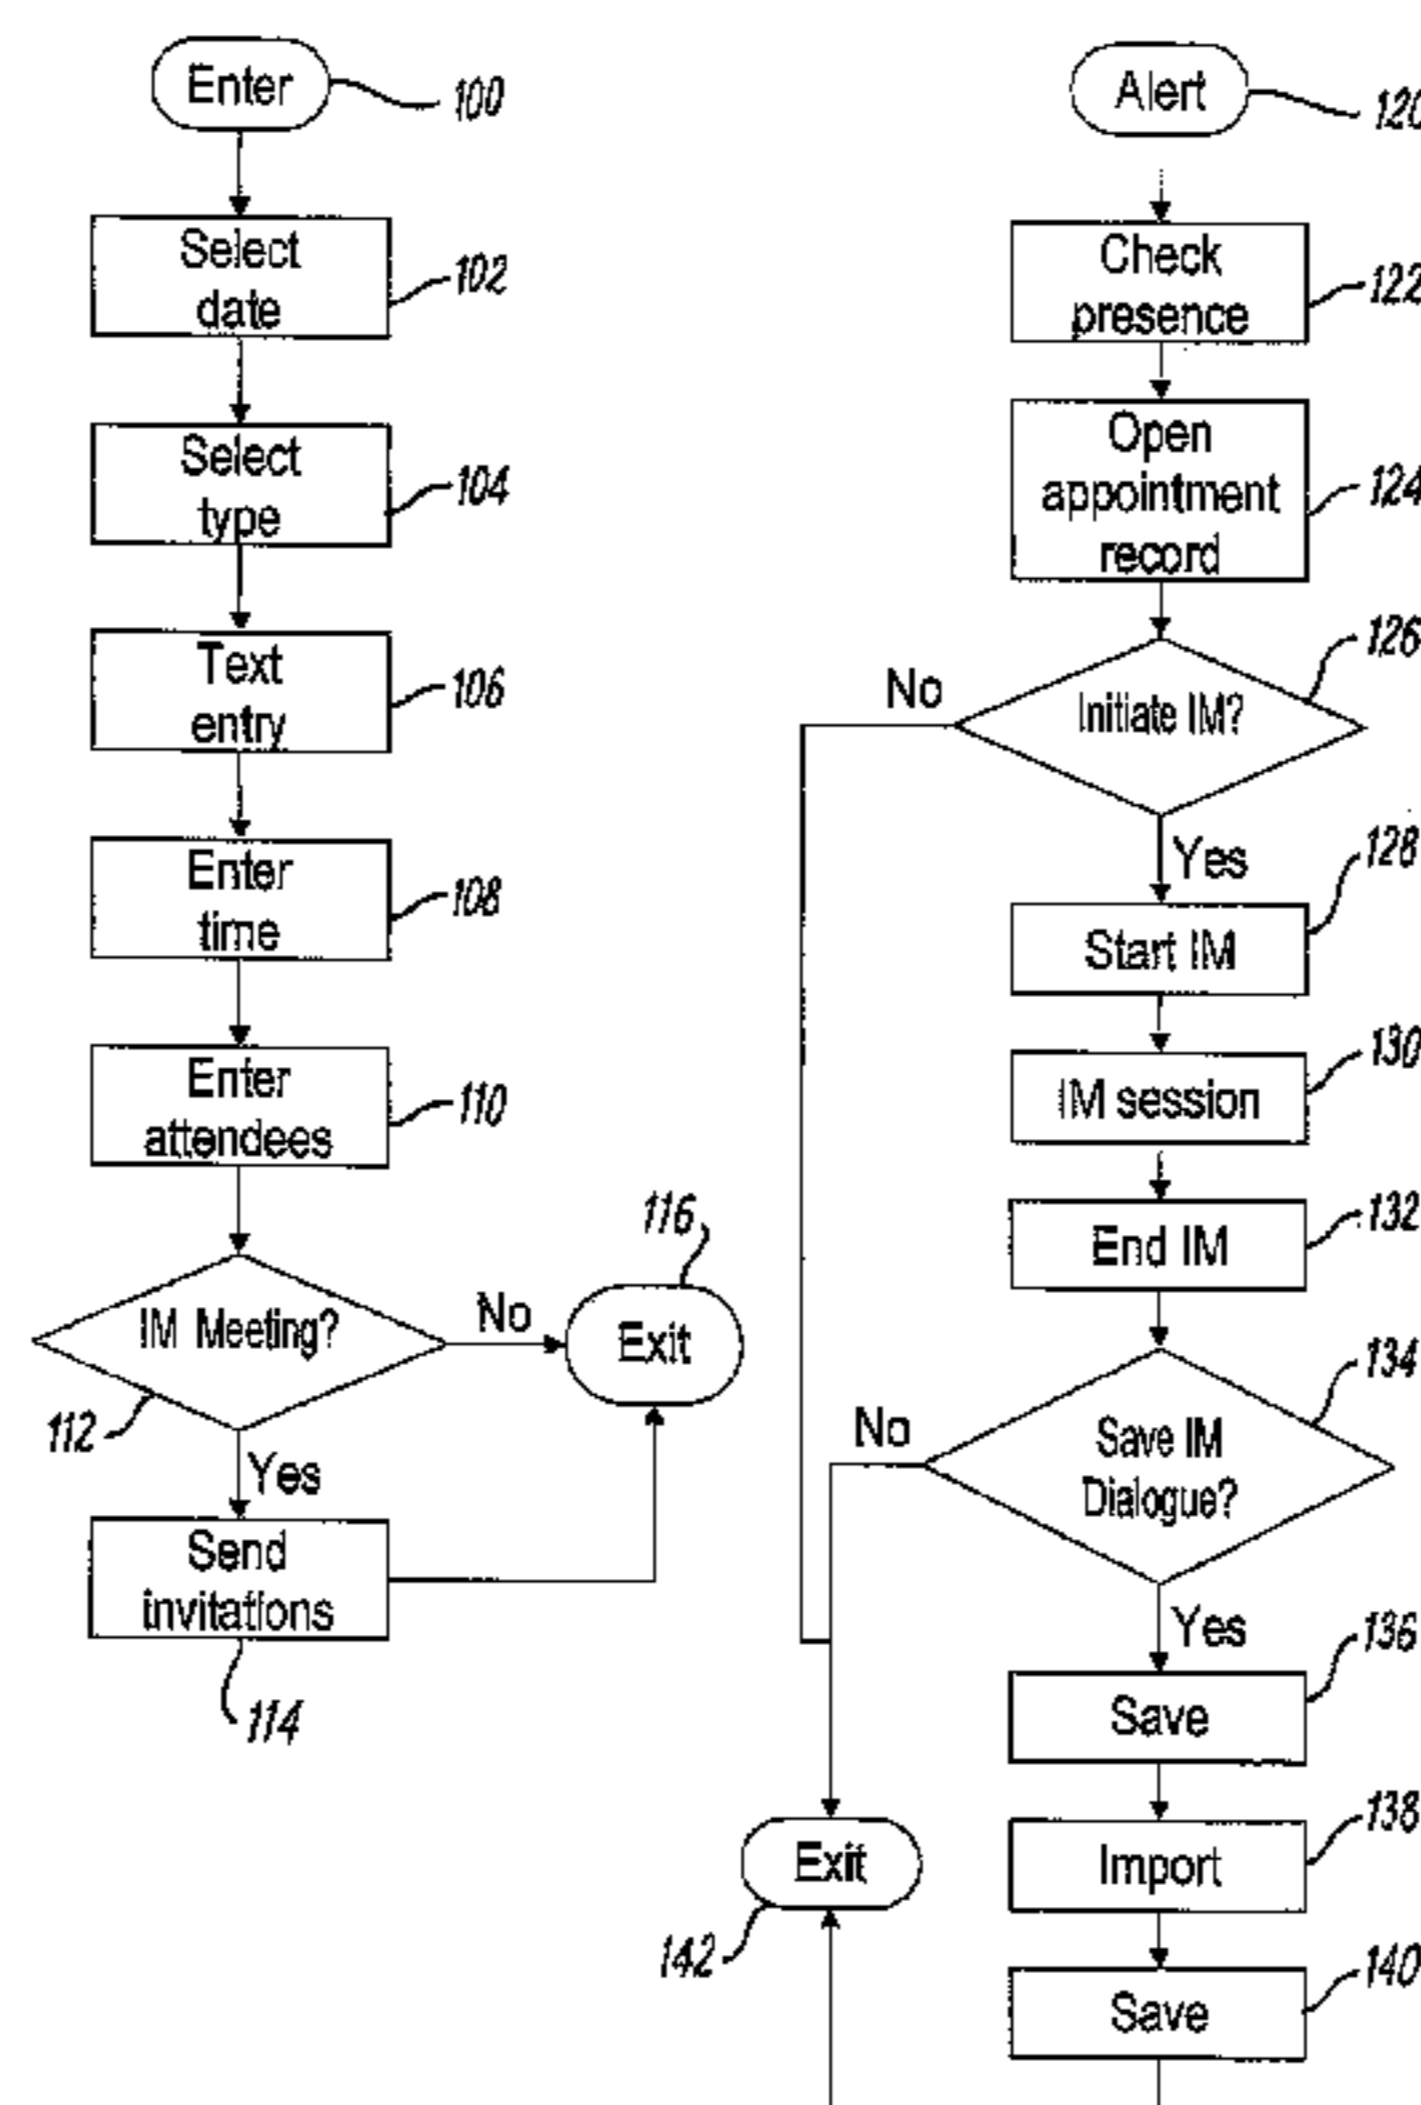 Enter
100
Select
date
102
Select
type
104
Text
entry
106
Enter
time
108
Enter
attendees
110
IM Meeting?
112
No
Exit
116
Yes
Send
invitations
114
Alert
120
Check
presence
122
Open
appointment
record
124
Initiate IM?
126
No
Yes
Start IM
128
IM session
130
End IM
132
Save IM
Dialogue?
134
No
Yes
Save
136
Import
138
Save
140
Exit
142